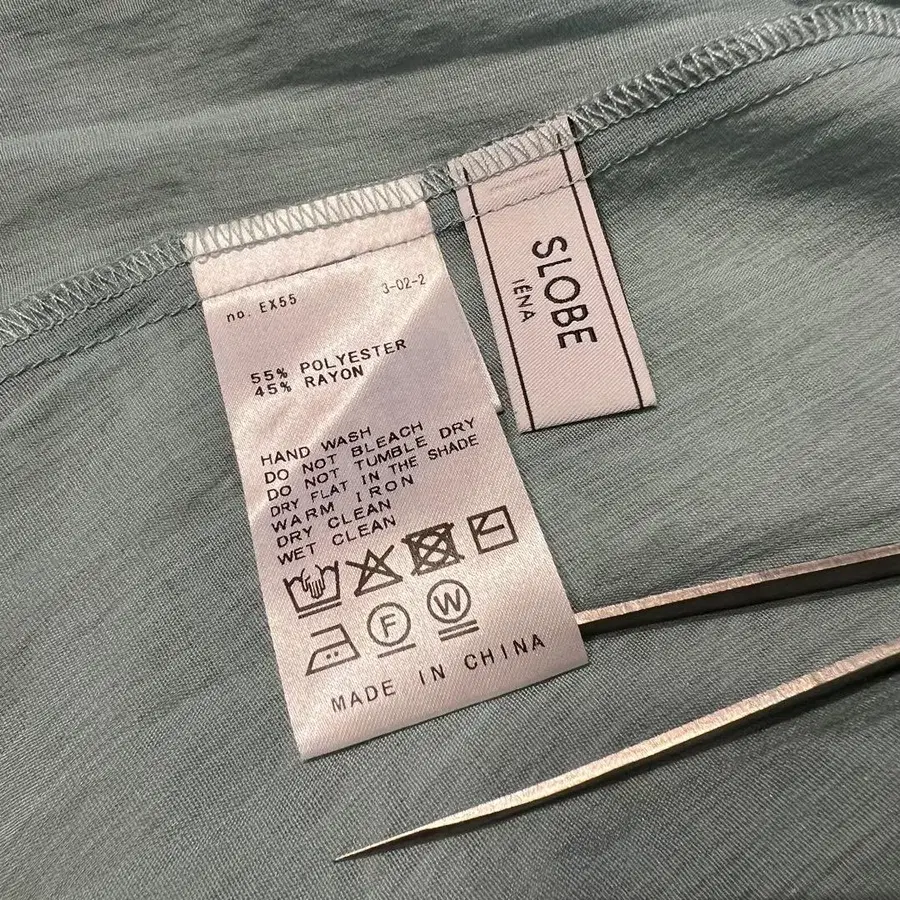 no. EX55 3-02-2
55% POLYESTER
45% RAYON
HAND WASH
DO NOT BLEACH
DO NOT TUMBLE DRY
DRY FLAT IN THE SHADE
WARM IRON
DRY CLEAN
WET CLEAN
F W
MADE IN CHINA
SLOBE
IÉNA